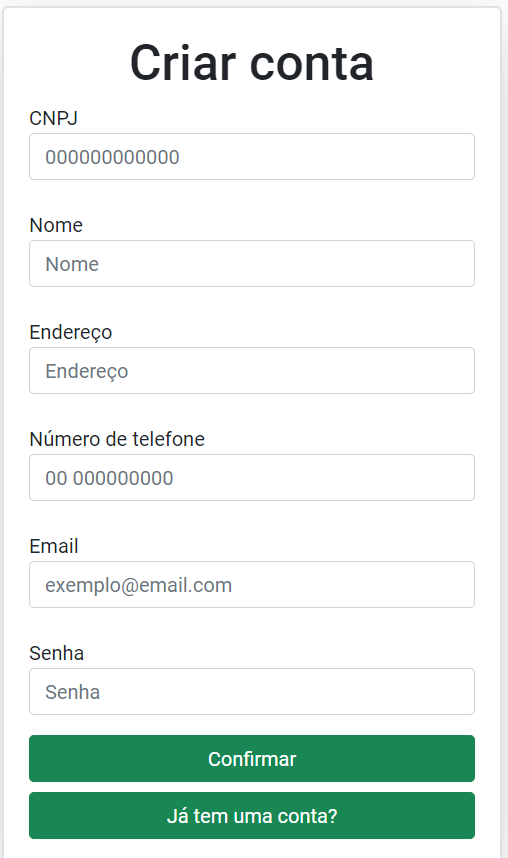 Criar conta
CNPJ
000000000000
Nome
Nome
Endereço
Endereço
Número de telefone
00 000000000
Email
exemplo@email.com
Senha
Senha
Confirmar
Já tem uma conta?